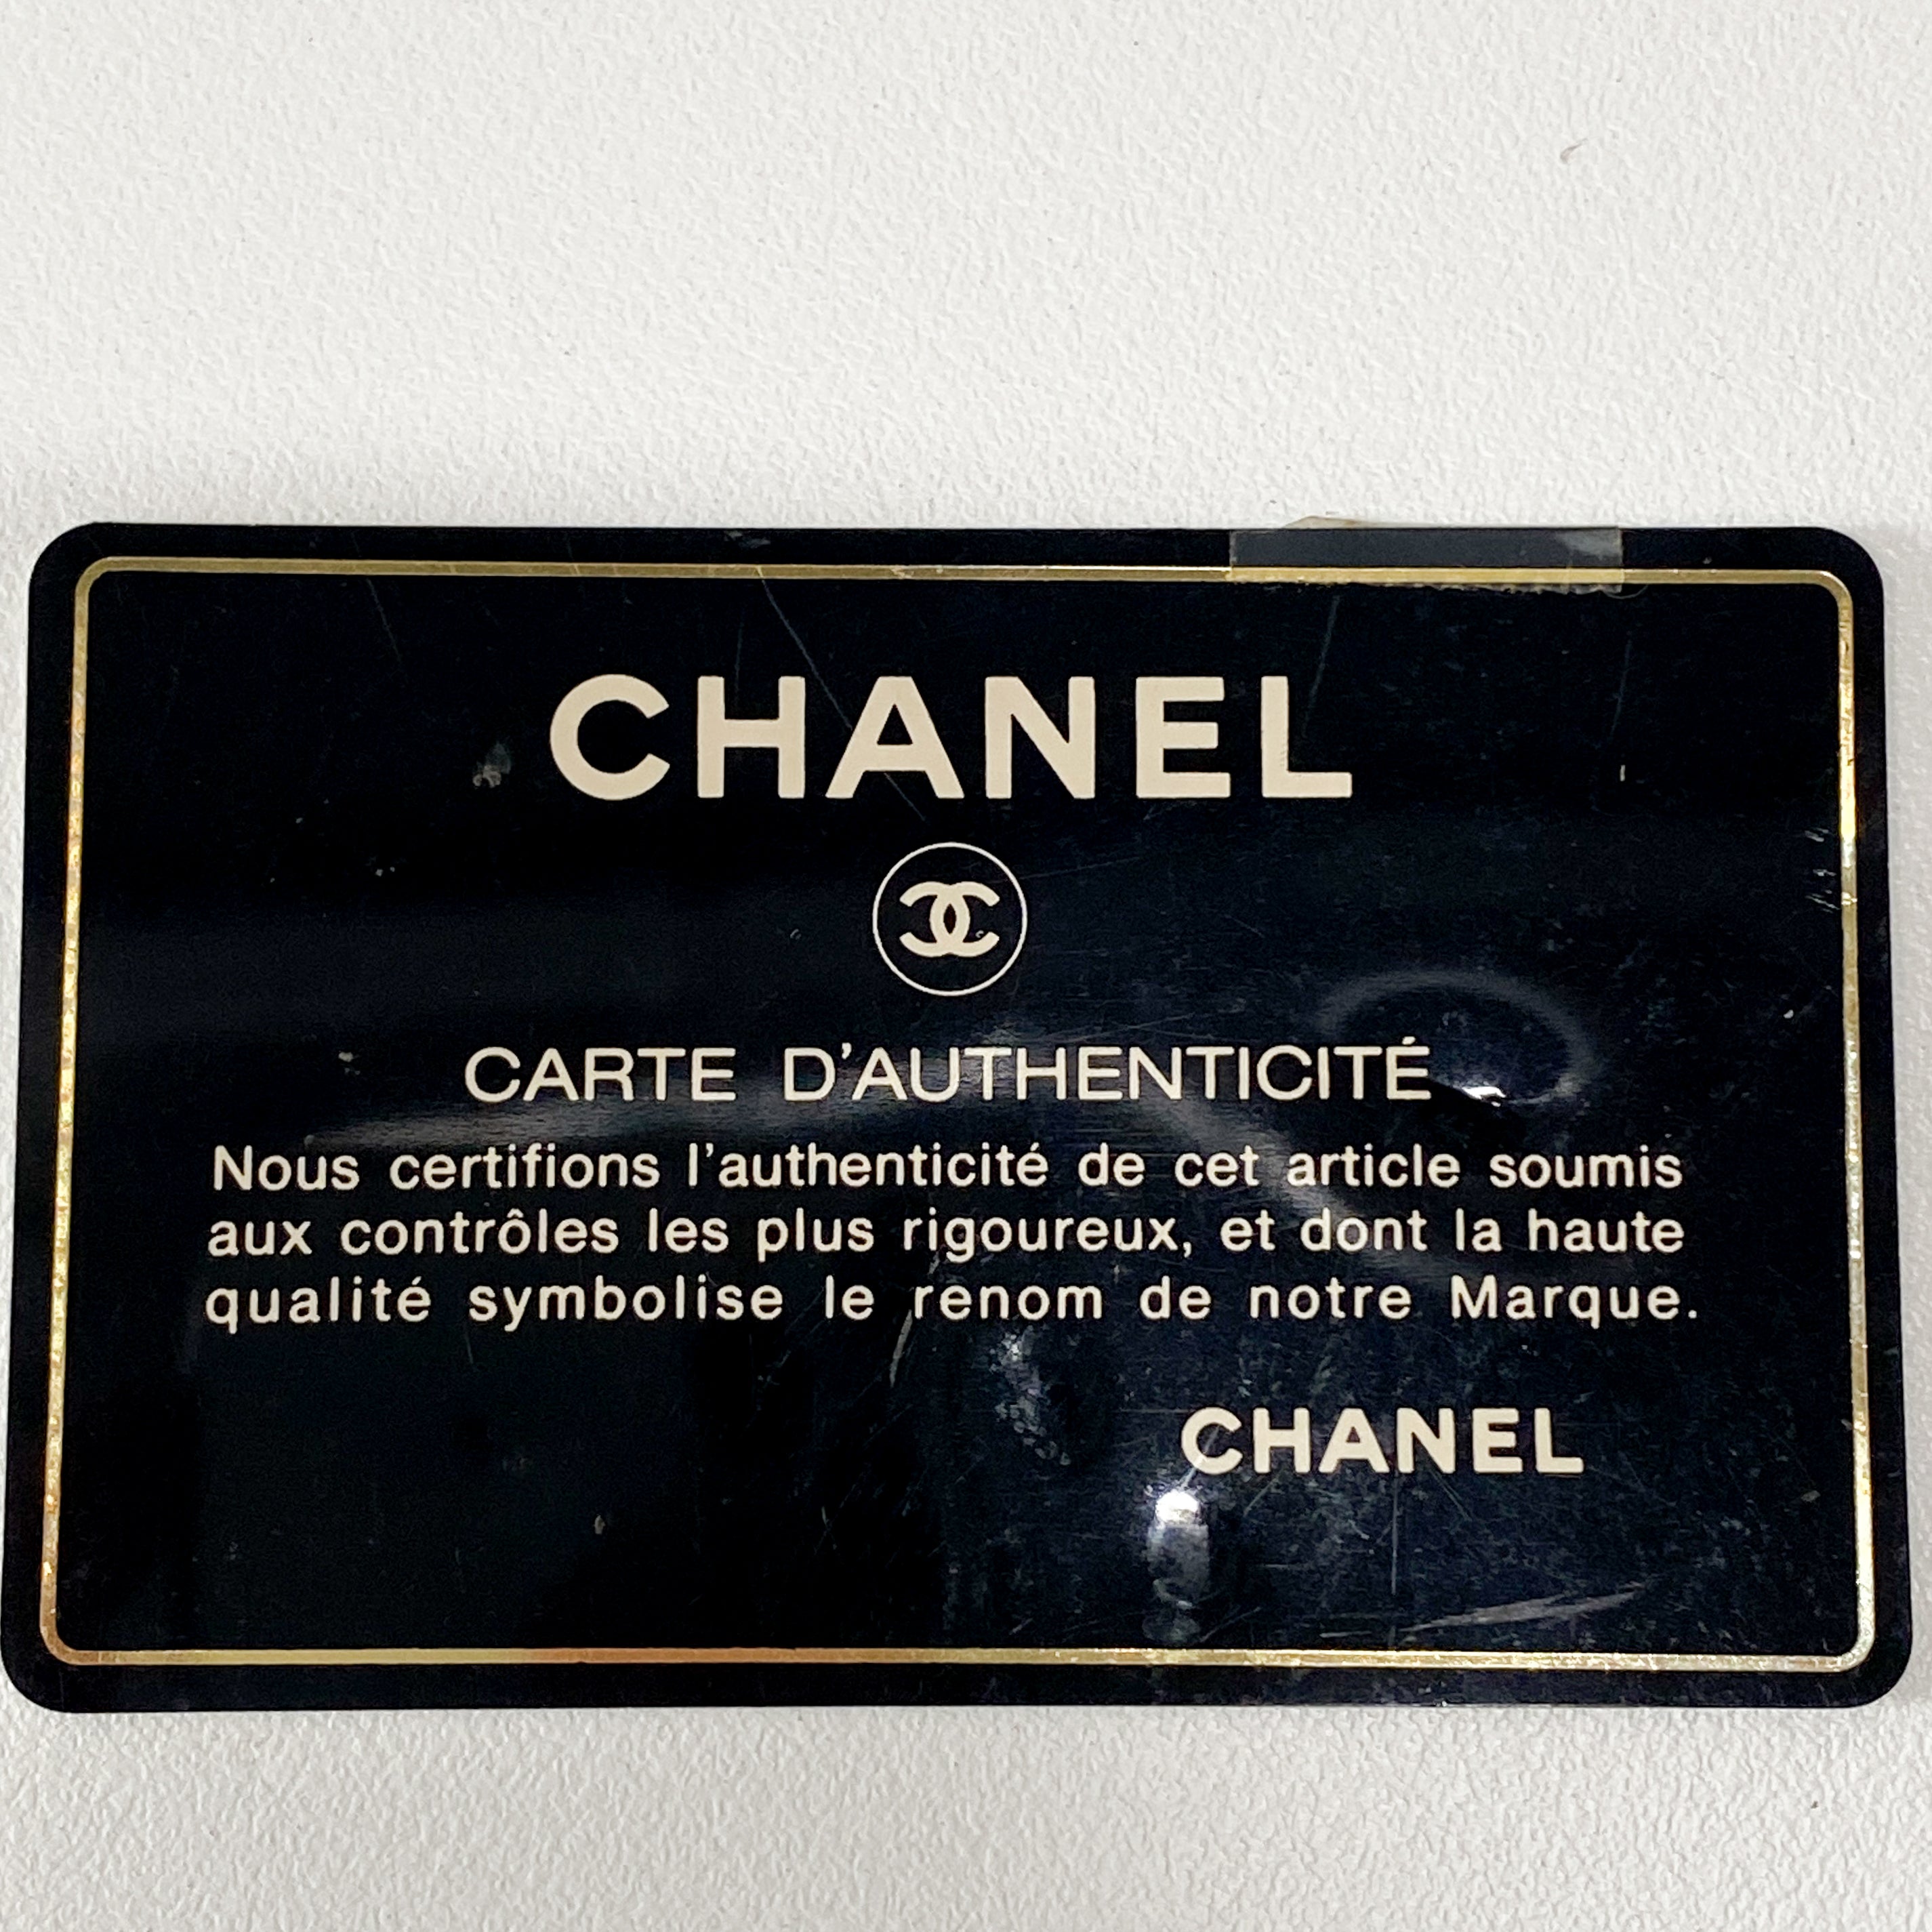 CHANEL
CARTE D'AUTHENTICITÉ
Nous certifions l'authenticité de cet article soumis
aux contrôles les plus rigoureux, et dont la haute
qualité symbolise le renom de notre Marque.
CHANEL